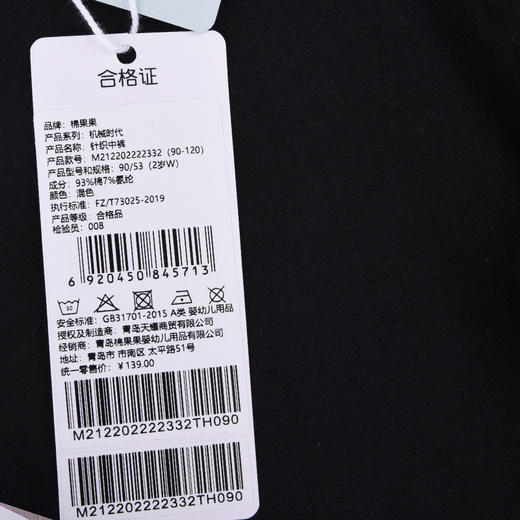 合格证
品牌: 棉果果
产品系列: 机械时代
产品名称: 针织中裤
产品款号: M212202222332 (90-120)
产品型号和规格: 90/53 (2岁W)
成分: 93%棉7%氨纶
颜色: 混色
执行标准: FZ/T73025-2019
产品等级: 合格品
检验员: 008
6 920450 845713
30
安全标准: GB31701-2015 A类 婴幼儿用品
授权及制造商: 青岛天耀商贸有限公司
经销商: 青岛棉果果婴幼儿用品有限公司
地址: 青岛市 市南区 太平路51号
统一零售价: ¥139.00
M212202222332TH090
M212202222332TH090